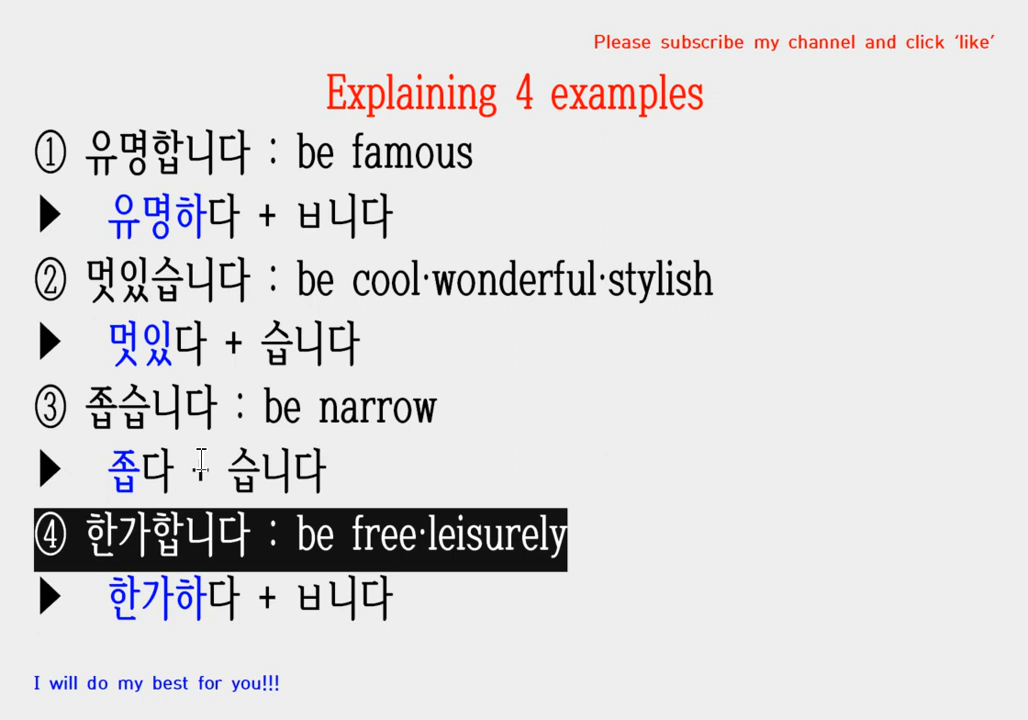 Please subscribe my channel and click ‘like’
Explaining 4 examples
① 유명합니다 : be famous
▶ 유명하다 + ㅂ니다
② 멋있습니다 : be cool·wonderful·stylish
▶ 멋있다 + 습니다
③ 좁습니다 : be narrow
▶ 좁다 + 습니다
④ 한가합니다 : be free·leisurely
▶ 한가하다 + ㅂ니다
I will do my best for you!!!